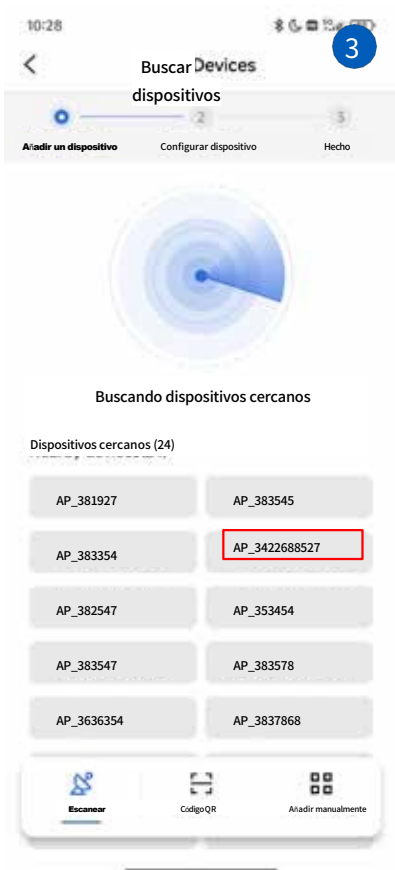 10:28
3
Buscar Devices
dispositivos
2
3
Añadir un dispositivo
Configurar dispositivo
Hecho
Buscando dispositivos cercanos
Dispositivos cercanos (24)
AP_381927
AP_383545
AP_383354
AP_3422688527
AP_382547
AP_353454
AP_383547
AP_383578
AP_3636354
AP_3837868
Escanear
CódigoQR
Añadir manualmente